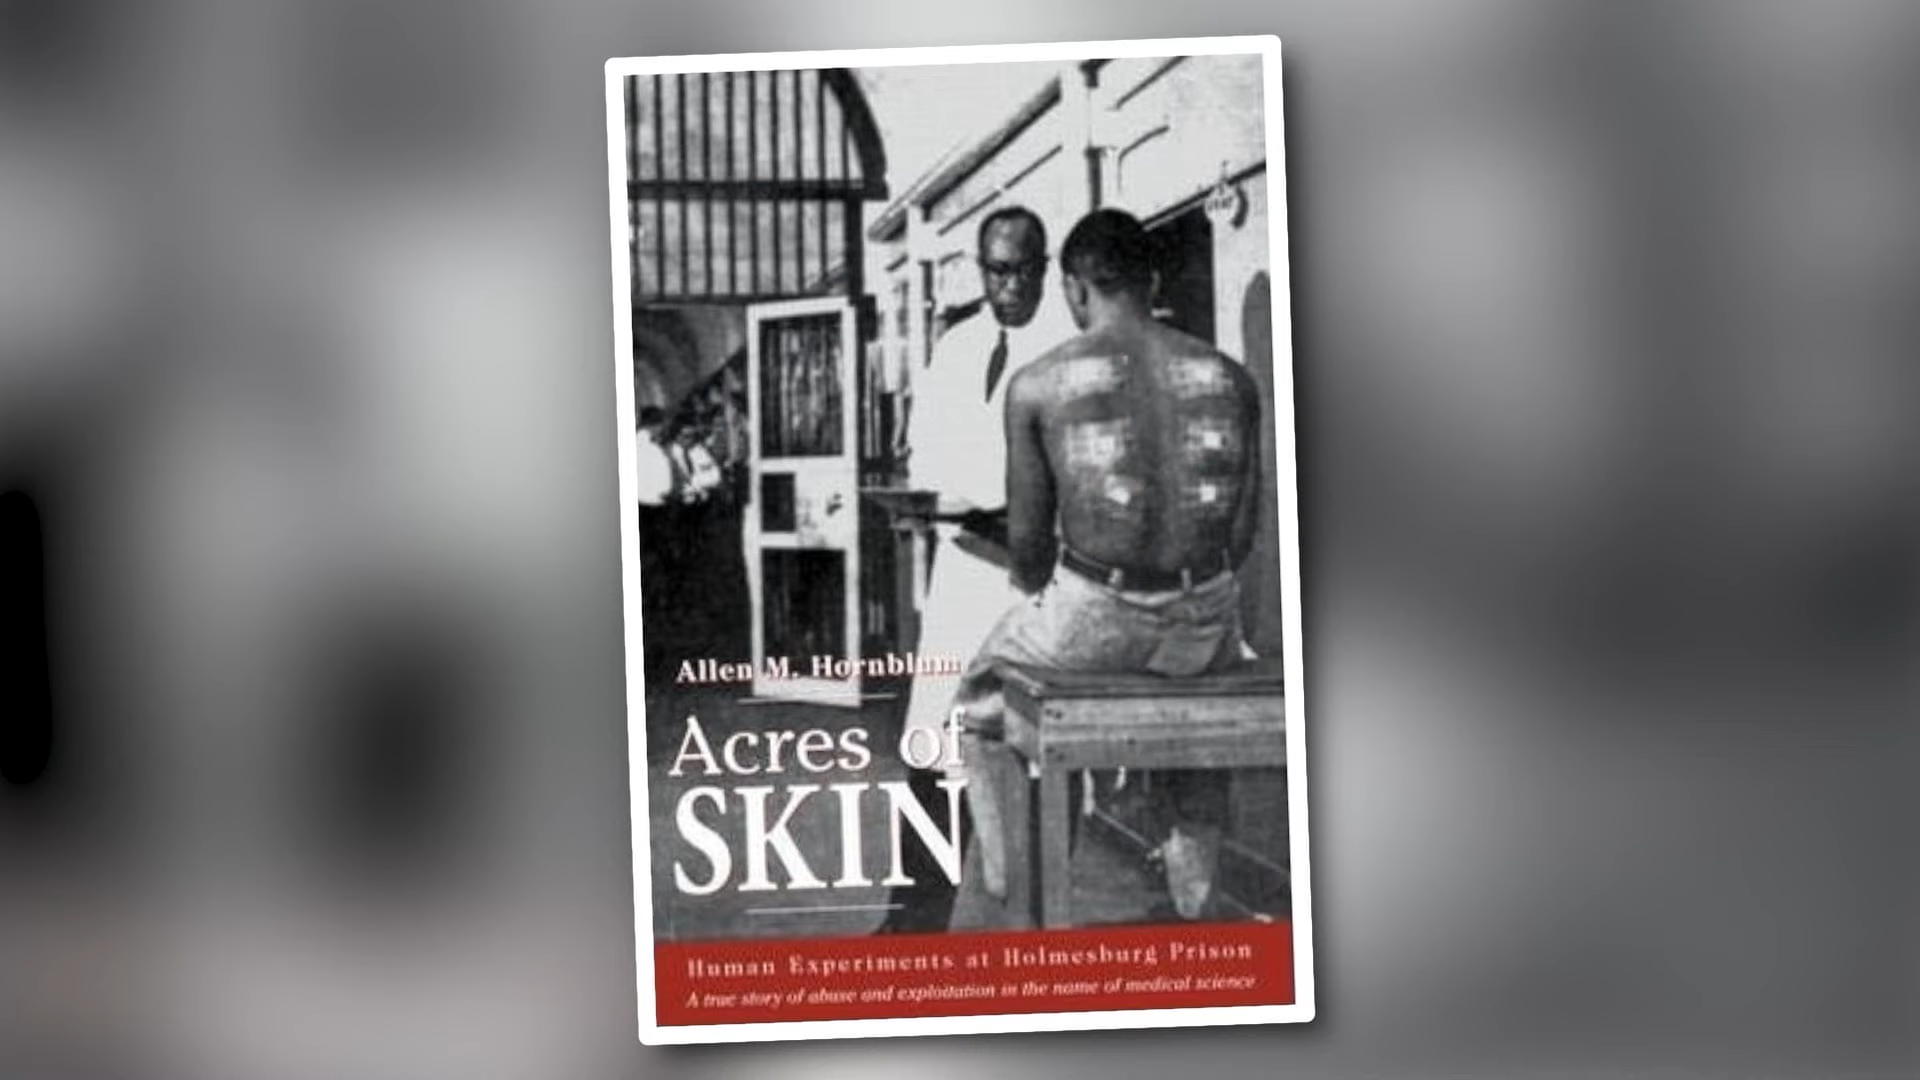 Allen M. Hornblum
Acres of
SKIN
Human Experiments at Holmesburg Prison
A true story of abuse and exploitation in the name of medical science